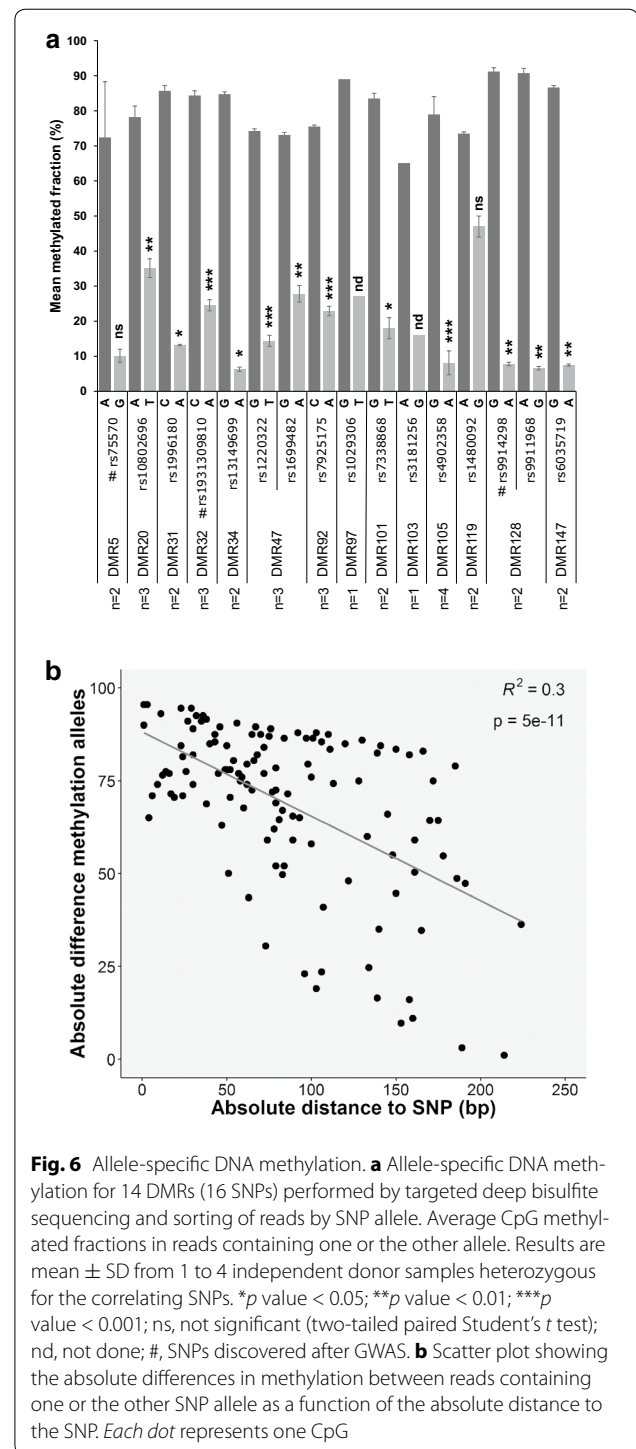 a
Mean methylated fraction (%)
100
90
80
70
60
50
40
30
20
10
0
ns
**
*
***
*
***
**
***
nd
*
nd
***
ns
**
**
**
A G A T C A C A G A G T G A C A G T G A A G G A A G G A A G G A
# rs75570
rs10802696
rs1996180
# rs1931309810
rs13149699
rs1220322
rs1699482
rs7925175
rs1029306
rs7338868
rs3181256
rs4902358
rs1480092
# rs9914298
rs9911968
rs6035719
n=2 DMR5
n=3 DMR20
n=2 DMR31
n=3 DMR32
n=2 DMR34
n=3 DMR47
n=3 DMR92
n=1 DMR97
n=2 DMR101
n=1 DMR103
n=4 DMR105
n=2 DMR119
n=2 DMR128
n=2 DMR147
b
Absolute difference methylation alleles
100
75
50
25
0
R² = 0.3
p = 5e-11
0 50 100 150 200 250
Absolute distance to SNP (bp)
Fig. 6 Allele-specific DNA methylation. a Allele-specific DNA meth-
ylation for 14 DMRs (16 SNPs) performed by targeted deep bisulfite
sequencing and sorting of reads by SNP allele. Average CpG methyl-
ated fractions in reads containing one or the other allele. Results are
mean ± SD from 1 to 4 independent donor samples heterozygous
for the correlating SNPs. *p value < 0.05; **p value < 0.01; ***p
value < 0.001; ns, not significant (two-tailed paired Student's t test);
nd, not done; #, SNPs discovered after GWAS. b Scatter plot showing
the absolute differences in methylation between reads containing
one or the other SNP allele as a function of the absolute distance to
the SNP. Each dot represents one CpG